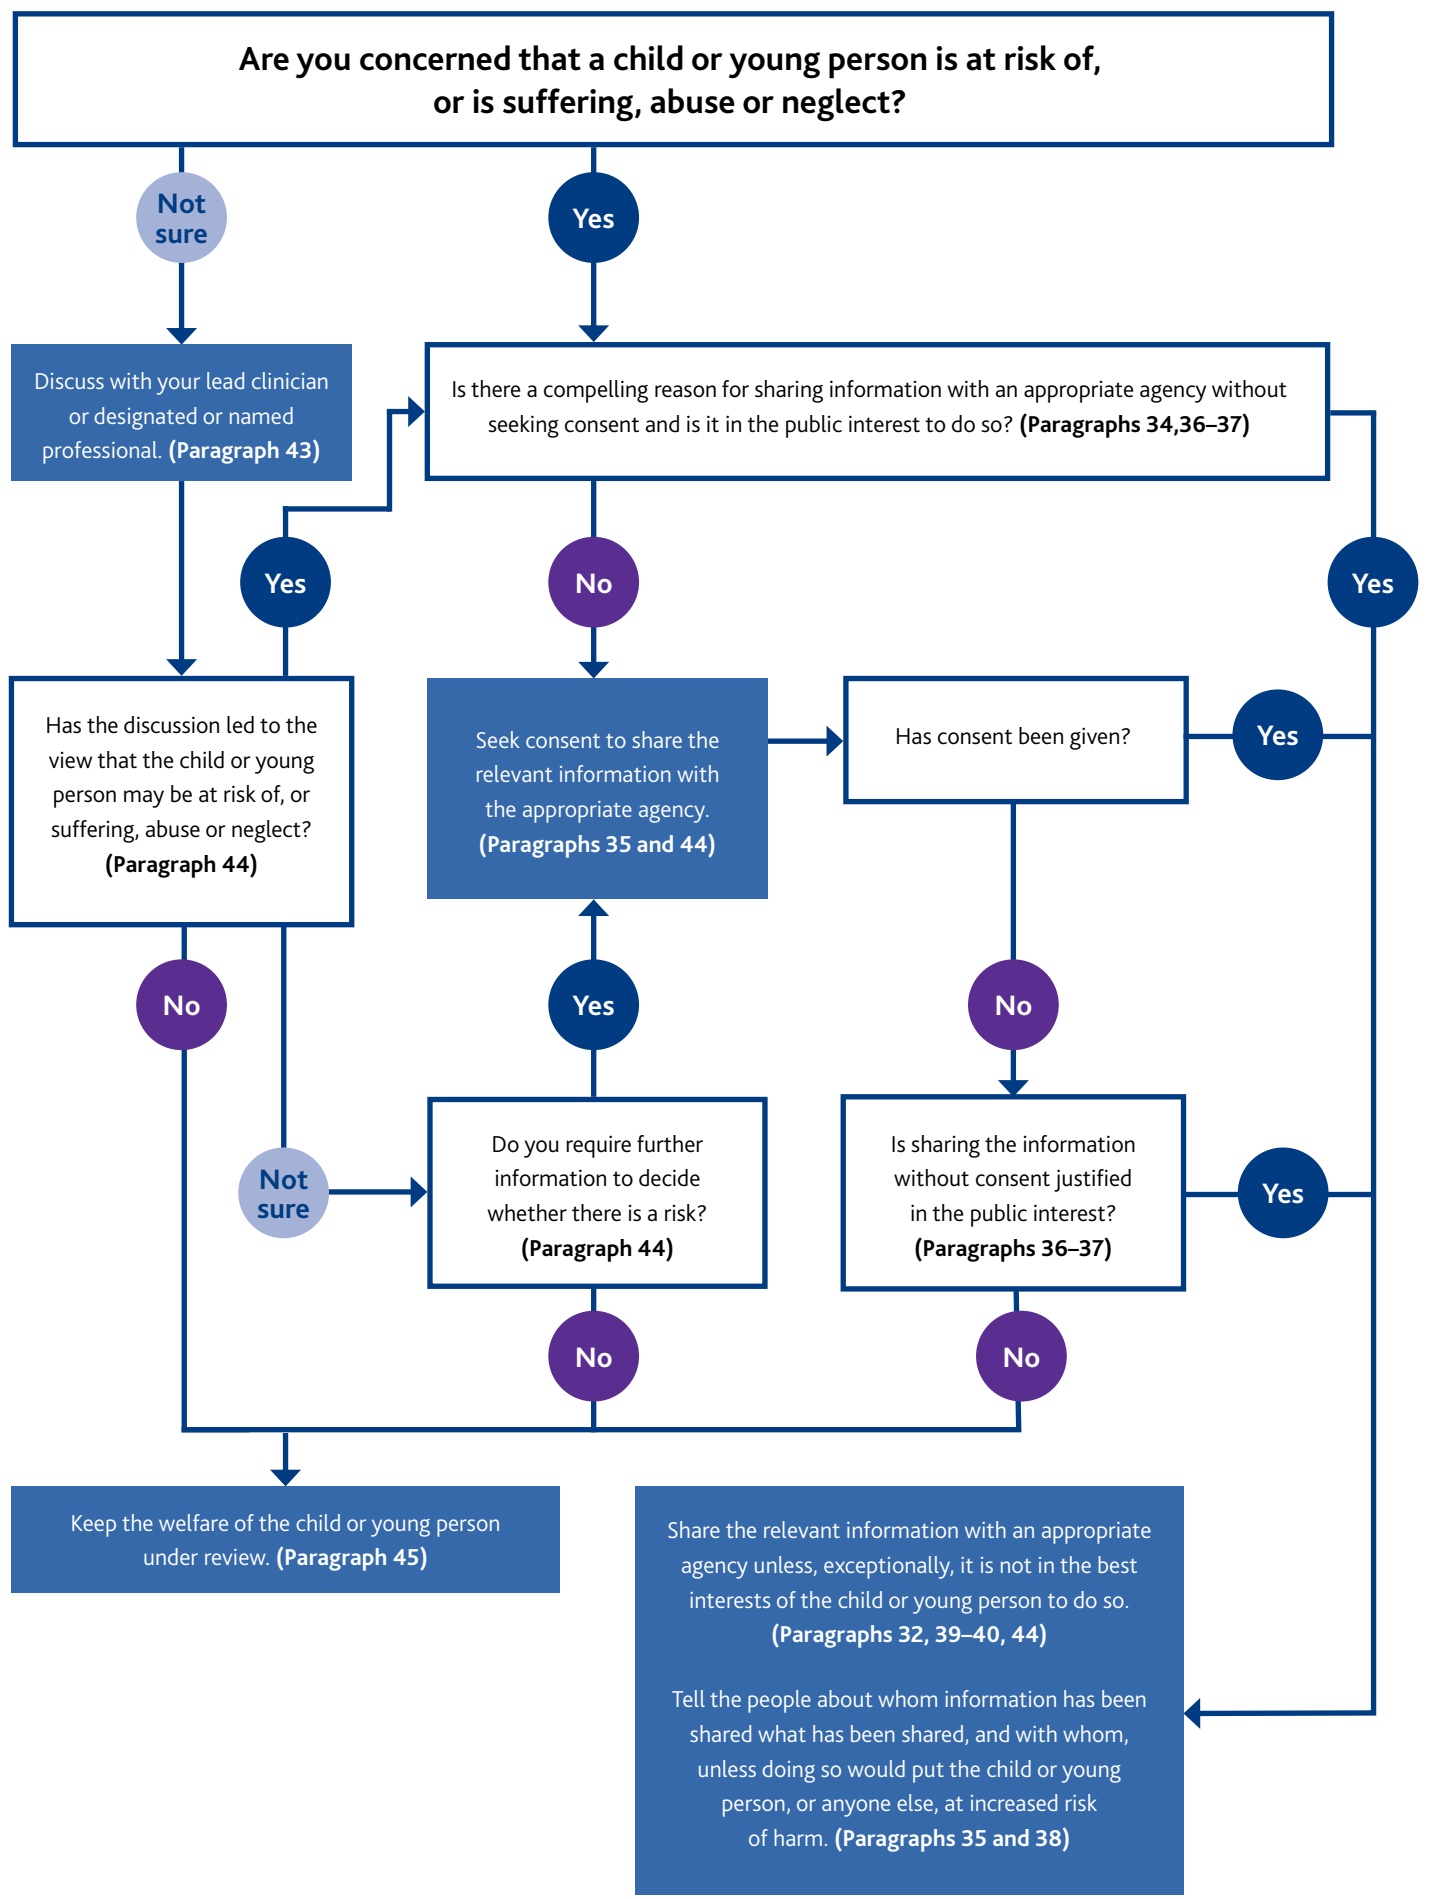 Are you concerned that a child or young person is at risk of,
or is suffering, abuse or neglect?
Not
sure
Yes
Discuss with your lead clinician
or designated or named
professional. (Paragraph 43)
Is there a compelling reason for sharing information with an appropriate agency without
seeking consent and is it in the public interest to do so? (Paragraphs 34,36–37)
Yes
No
Yes
Has the discussion led to the
view that the child or young
person may be at risk of, or
suffering, abuse or neglect?
(Paragraph 44)
Seek consent to share the
relevant information with
the appropriate agency.
(Paragraphs 35 and 44)
Has consent been given?
Yes
No
Yes
No
Not
sure
Do you require further
information to decide
whether there is a risk?
(Paragraph 44)
Is sharing the information
without consent justified
in the public interest?
(Paragraphs 36–37)
Yes
No
No
Keep the welfare of the child or young person
under review. (Paragraph 45)
Share the relevant information with an appropriate
agency unless, exceptionally, it is not in the best
interests of the child or young person to do so.
(Paragraphs 32, 39–40, 44)
Tell the people about whom information has been
shared what has been shared, and with whom,
unless doing so would put the child or young
person, or anyone else, at increased risk
of harm. (Paragraphs 35 and 38)